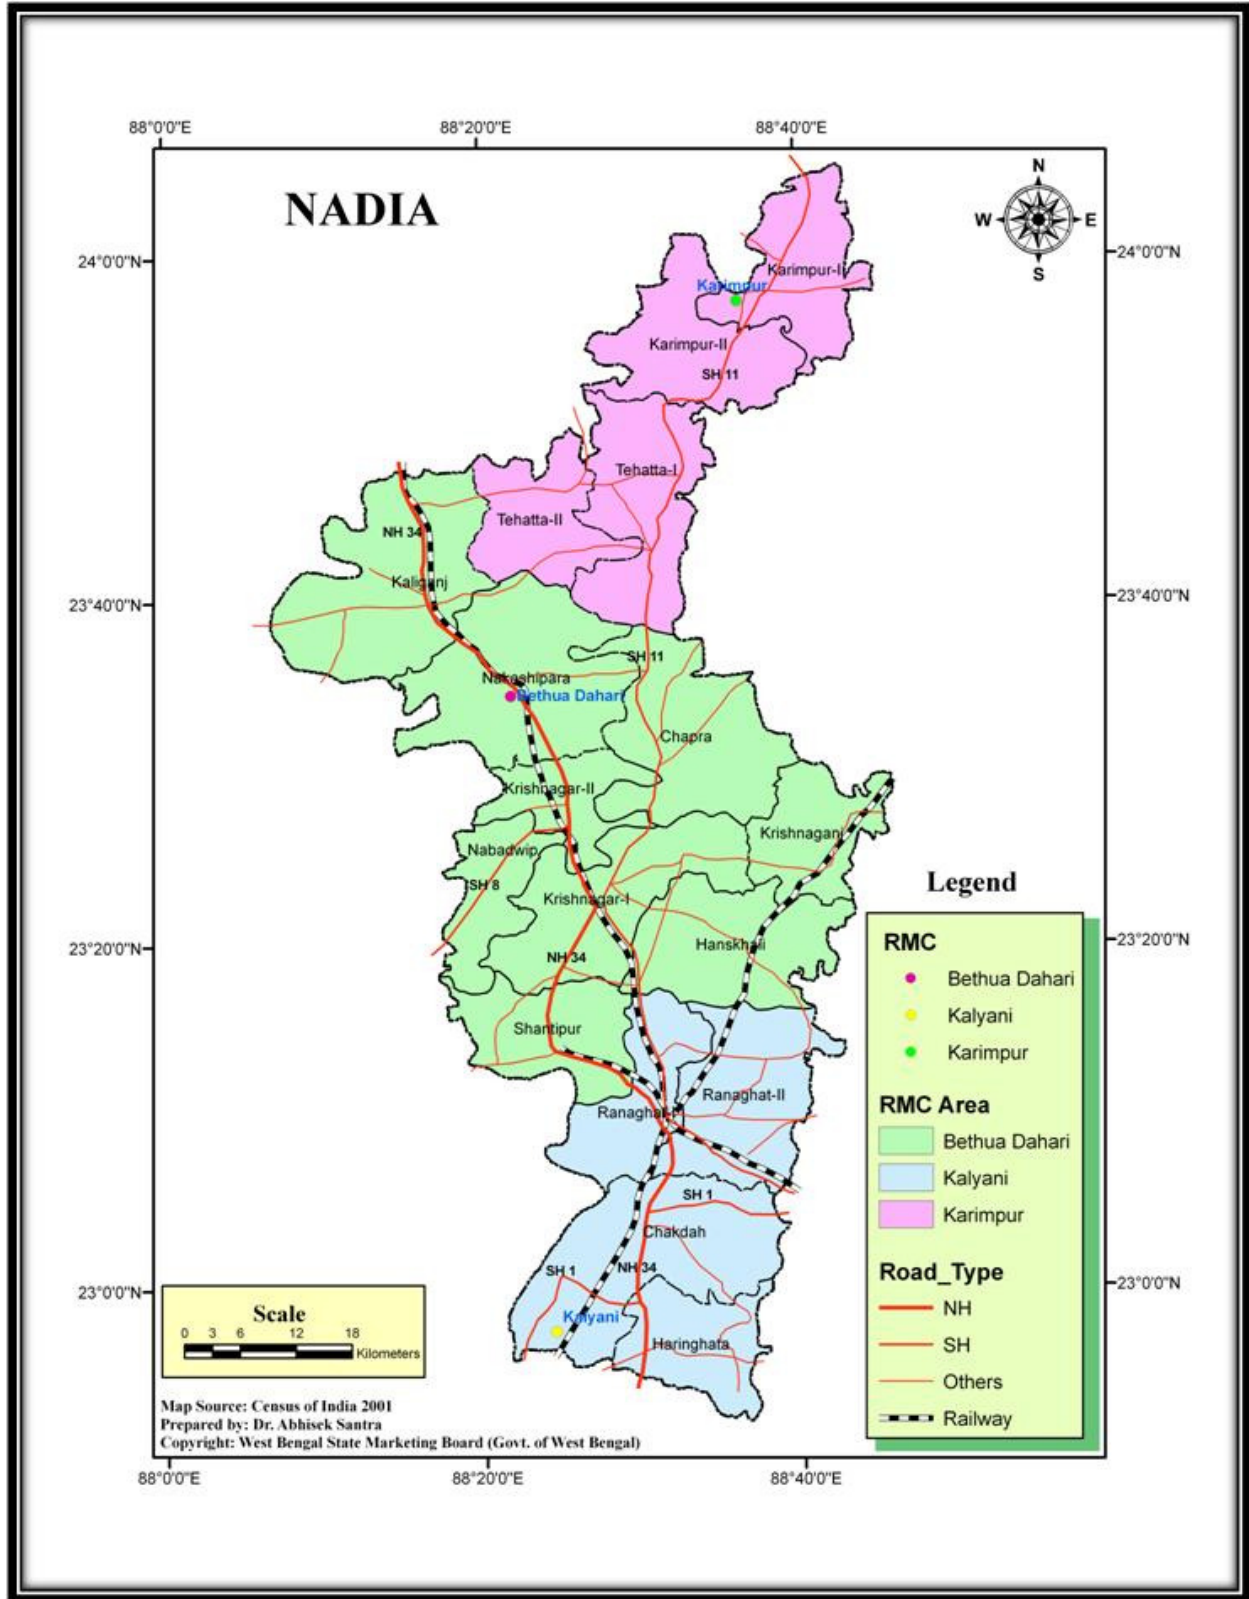 88°0'0"E 88°20'0"E 88°40'0"E
NADIA
N
W E
S
24°0'0"N
24°0'0"N
Karimpur-II
Karimpur
Karimpur-II
SH 11
Tehatta-I
Tehatta-II
NH 34
Kaliganj
23°40'0"N
23°40'0"N
SH 11
Nakashipara
Bethua Dahari
Chapra
Krishnagar-II
Krishnaganj
Nabadwip
SH 8
Krishnagar-I
Hanskhali
23°20'0"N
23°20'0"N
NH 34
Shantipur
Ranaghat-II
Ranaghat-I
SH 1
Chakdah
SH 1
NH 34
23°0'0"N
23°0'0"N
Kalyani
Haringhata
Legend
RMC
Bethua Dahari
Kalyani
Karimpur
RMC Area
Bethua Dahari
Kalyani
Karimpur
Road_Type
NH
SH
Others
Railway
Scale
0 3 6 12 18
Kilometers
Map Source: Census of India 2001
Prepared by: Dr. Abhisek Santra
Copyright: West Bengal State Marketing Board (Govt. of West Bengal)
88°0'0"E 88°20'0"E 88°40'0"E